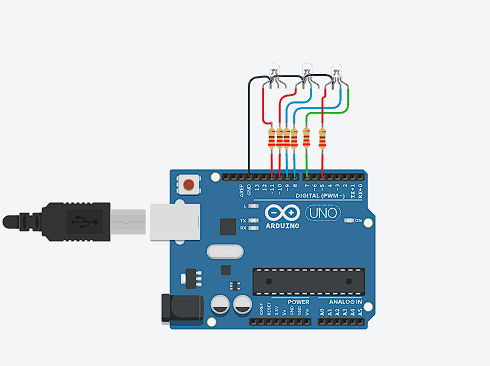 AREF
GND
13
12
~11
~10
~9
8
7
~6
~5
4
~3
2
TX→1
RX←0
DIGITAL (PWM~)
L
TX
RX
ARDUINO
UNO
ON
POWER
ANALOG IN
IOREF
RESET
3.3V
5V
GND
GND
Vin
A0
A1
A2
A3
A4
A5